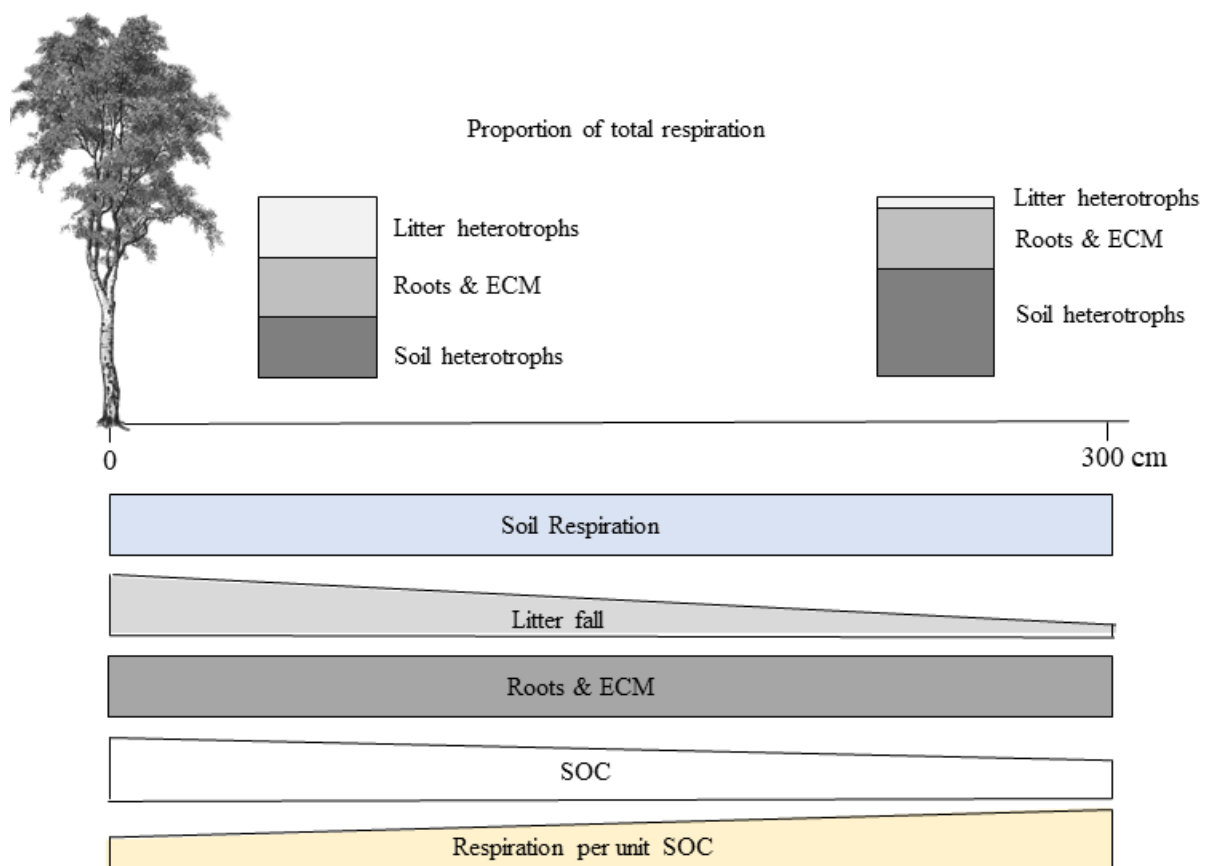 Proportion of total respiration
Litter heterotrophs
Roots & ECM
Soil heterotrophs
Litter heterotrophs
Roots & ECM
Soil heterotrophs
0
300 cm
Soil Respiration
Litter fall
Roots & ECM
SOC
Respiration per unit SOC